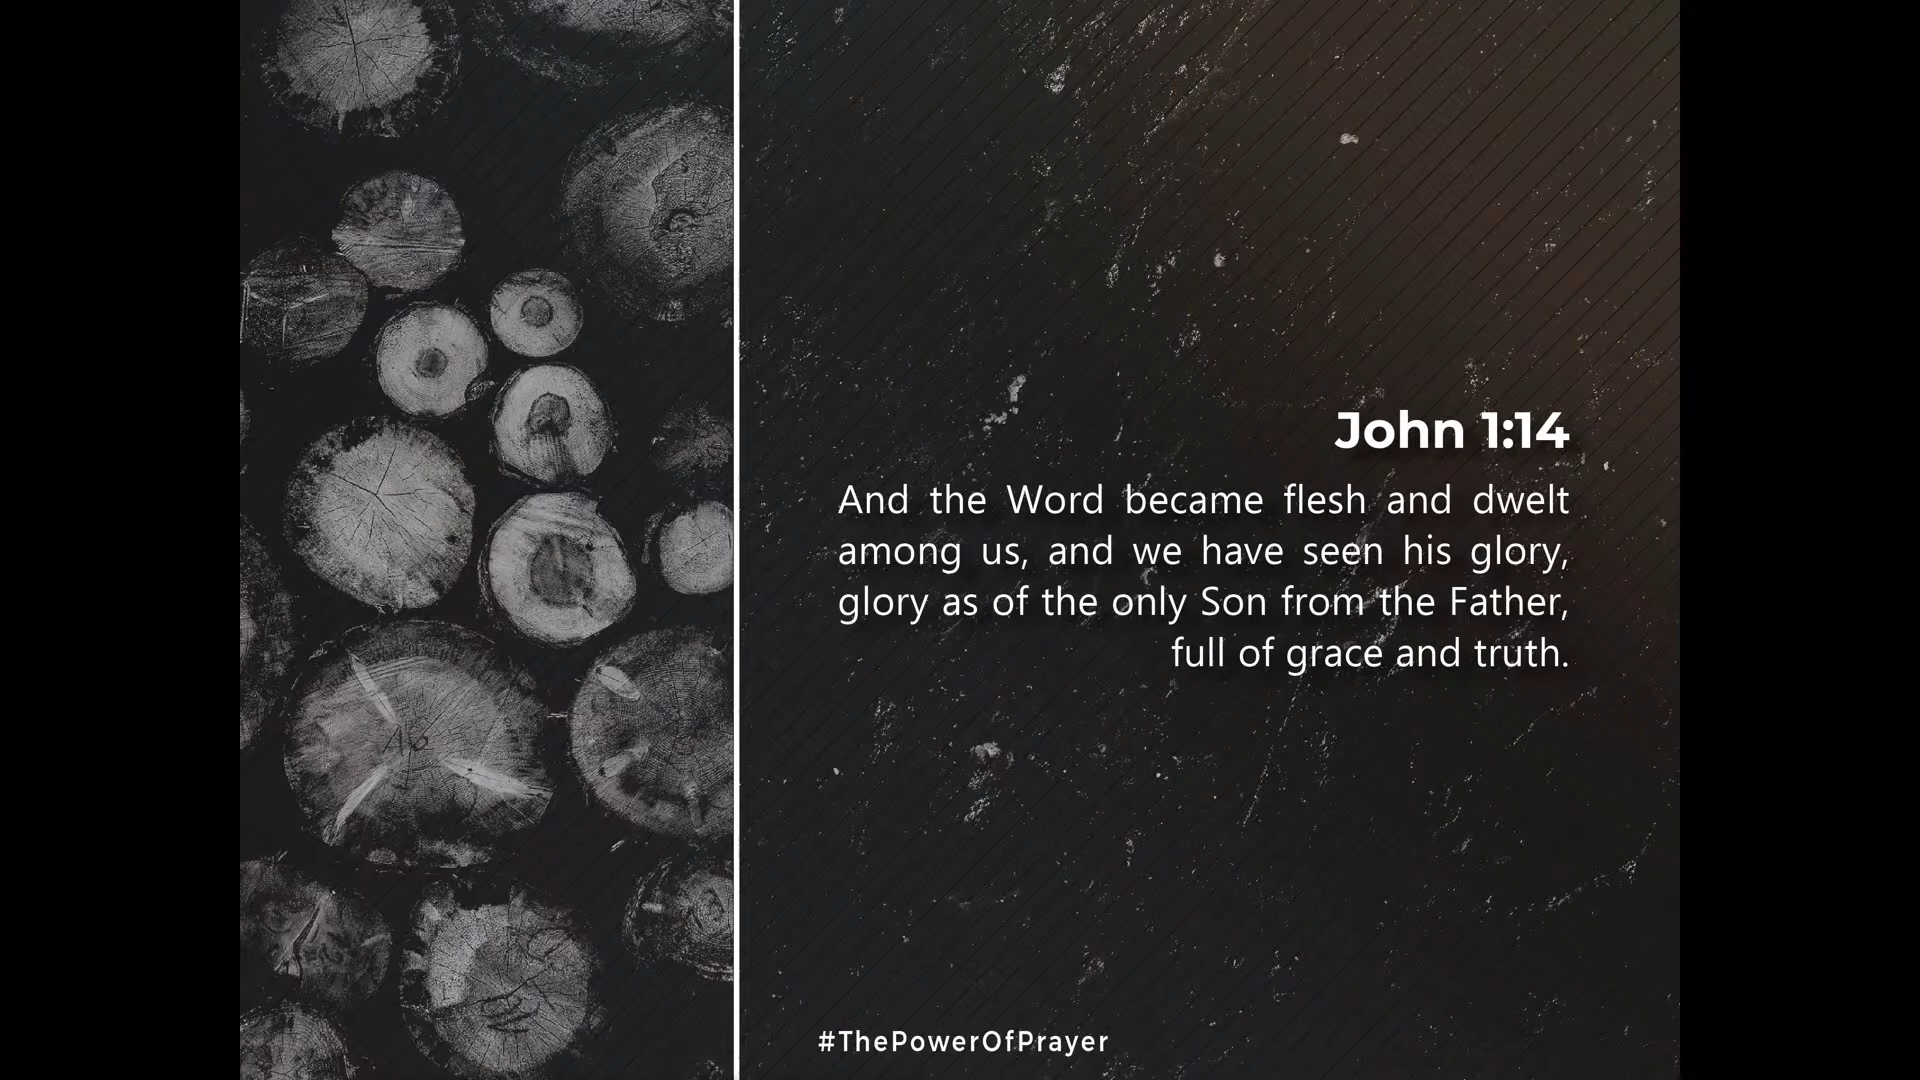 John 1:14
And the Word became flesh and dwelt
among us, and we have seen his glory,
glory as of the only Son from the Father,
full of grace and truth.
#ThePowerOfPrayer